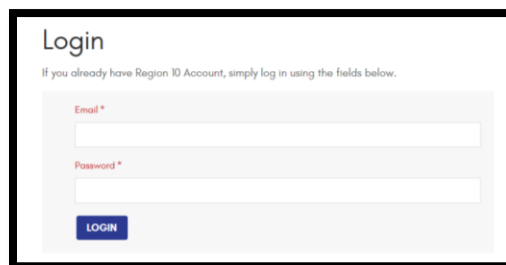 Login
If you already have Region 10 Account, simply log in using the fields below.
Email *
Password *
LOGIN